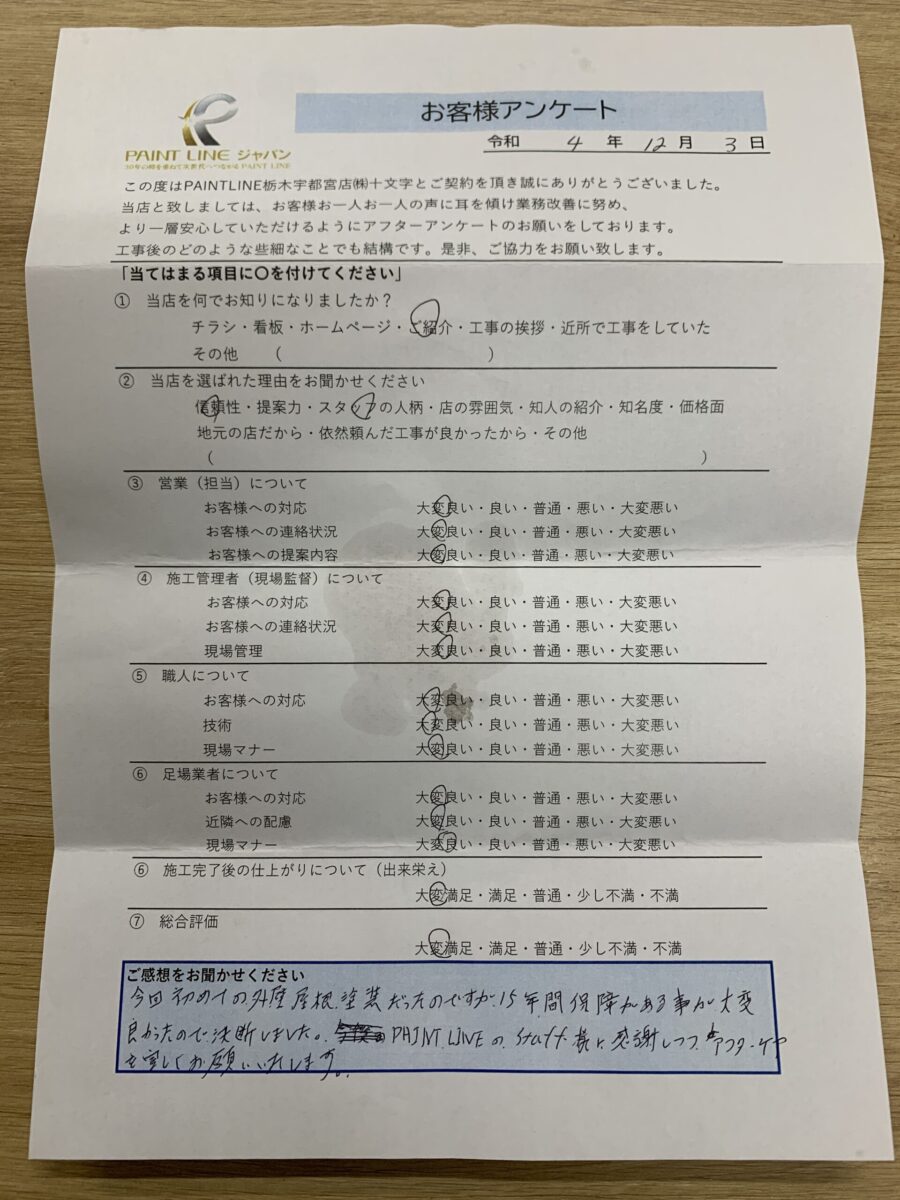 お客様アンケート
令和 4 年 12 月 3 日
PAINT LINE ジャパン
この度はPAINTLINE栃木宇都宮店㈱十文字とご契約を頂き誠にありがとうございました。
当店と致しましては、お客様お一人お一人の声に耳を傾け業務改善に努め、
より一層安心していただけるようにアフターアンケートのお願いをしております。
工事後のどのような些細なことでも結構です。是非、ご協力をお願い致します。
「当てはまる項目に〇を付けてください」
① 当店を何でお知りになりましたか？
チラシ・看板・ホームページ・ご紹介・工事の挨拶・近所で工事をしていた
その他 （ ）
② 当店を選ばれた理由をお聞かせください
信頼性・提案力・スタッフの人柄・店の雰囲気・知人の紹介・知名度・価格面
地元の店だから・依然頼んだ工事が良かったから・その他
（ ）
③ 営業（担当）について
お客様への対応 大変良い・良い・普通・悪い・大変悪い
お客様への連絡状況 大変良い・良い・普通・悪い・大変悪い
お客様への提案内容 大変良い・良い・普通・悪い・大変悪い
④ 施工管理者（現場監督）について
お客様への対応 大変良い・良い・普通・悪い・大変悪い
お客様への連絡状況 大変良い・良い・普通・悪い・大変悪い
現場管理 大変良い・良い・普通・悪い・大変悪い
⑤ 職人について
お客様への対応 大変良い・良い・普通・悪い・大変悪い
技術 大変良い・良い・普通・悪い・大変悪い
現場マナー 大変良い・良い・普通・悪い・大変悪い
⑥ 足場業者について
お客様への対応 大変良い・良い・普通・悪い・大変悪い
近隣への配慮 大変良い・良い・普通・悪い・大変悪い
現場マナー 大変良い・良い・普通・悪い・大変悪い
⑥ 施工完了後の仕上がりについて（出来栄え）
大変満足・満足・普通・少し不満・不満
⑦ 総合評価
大変満足・満足・普通・少し不満・不満
ご感想をお聞かせください
今回初めての外壁屋根塗装だったのですが、15年間保障がある事が大変
良かったので決断しました。PAINT LINEの staff 様に感謝しつつ、アフターケア
も宜しくお願いいたします。